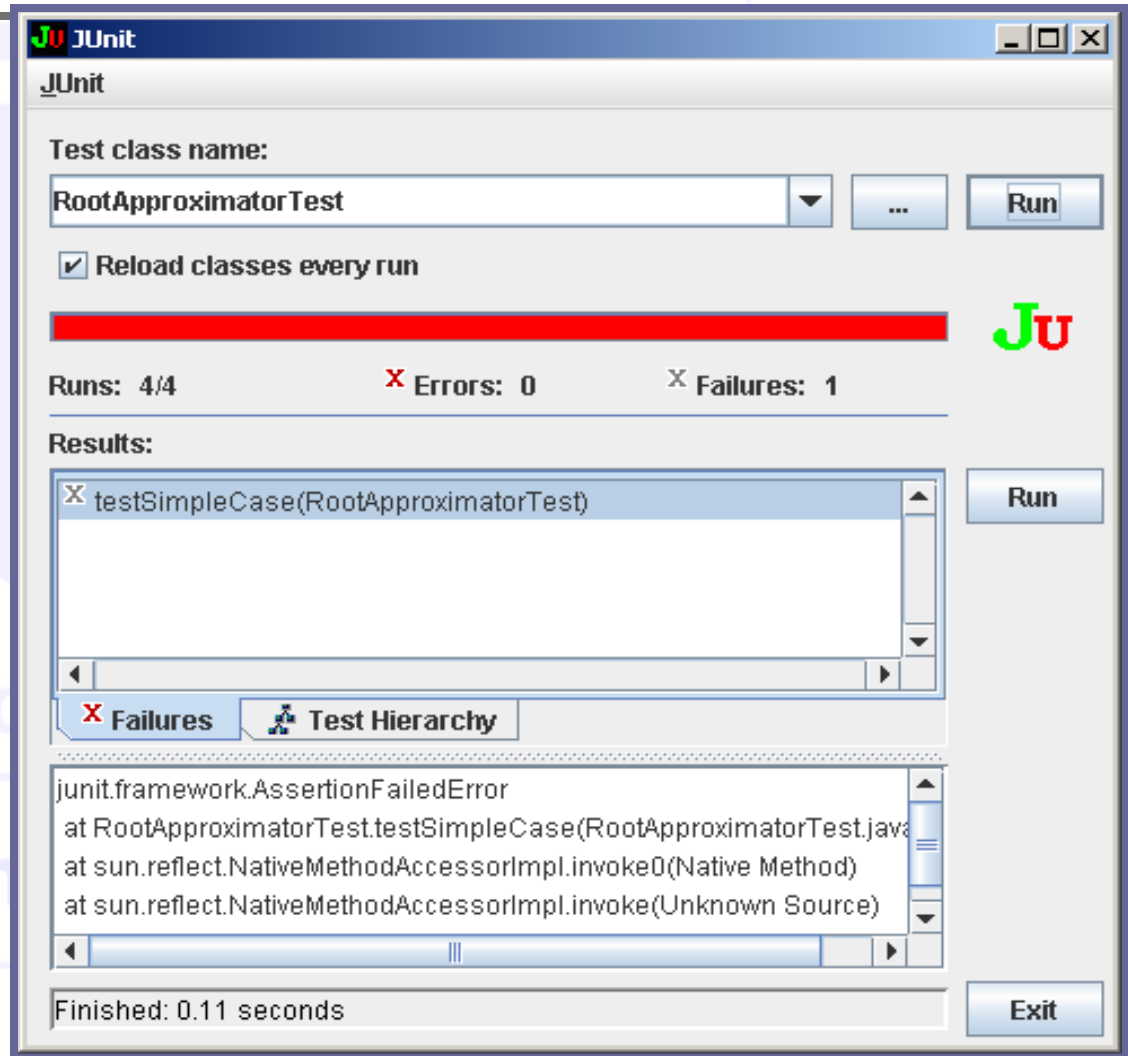 JU JUnit
JUnit
Test class name:
RootApproximatorTest
...
Run
Reload classes every run
JU
Runs: 4/4
X Errors: 0
X Failures: 1
Results:
X testSimpleCase(RootApproximatorTest)
Run
X Failures
Test Hierarchy
junit.framework.AssertionFailedError
at RootApproximatorTest.testSimpleCase(RootApproximatorTest.java
at sun.reflect.NativeMethodAccessorImpl.invoke0(Native Method)
at sun.reflect.NativeMethodAccessorImpl.invoke(Unknown Source)
Finished: 0.11 seconds
Exit